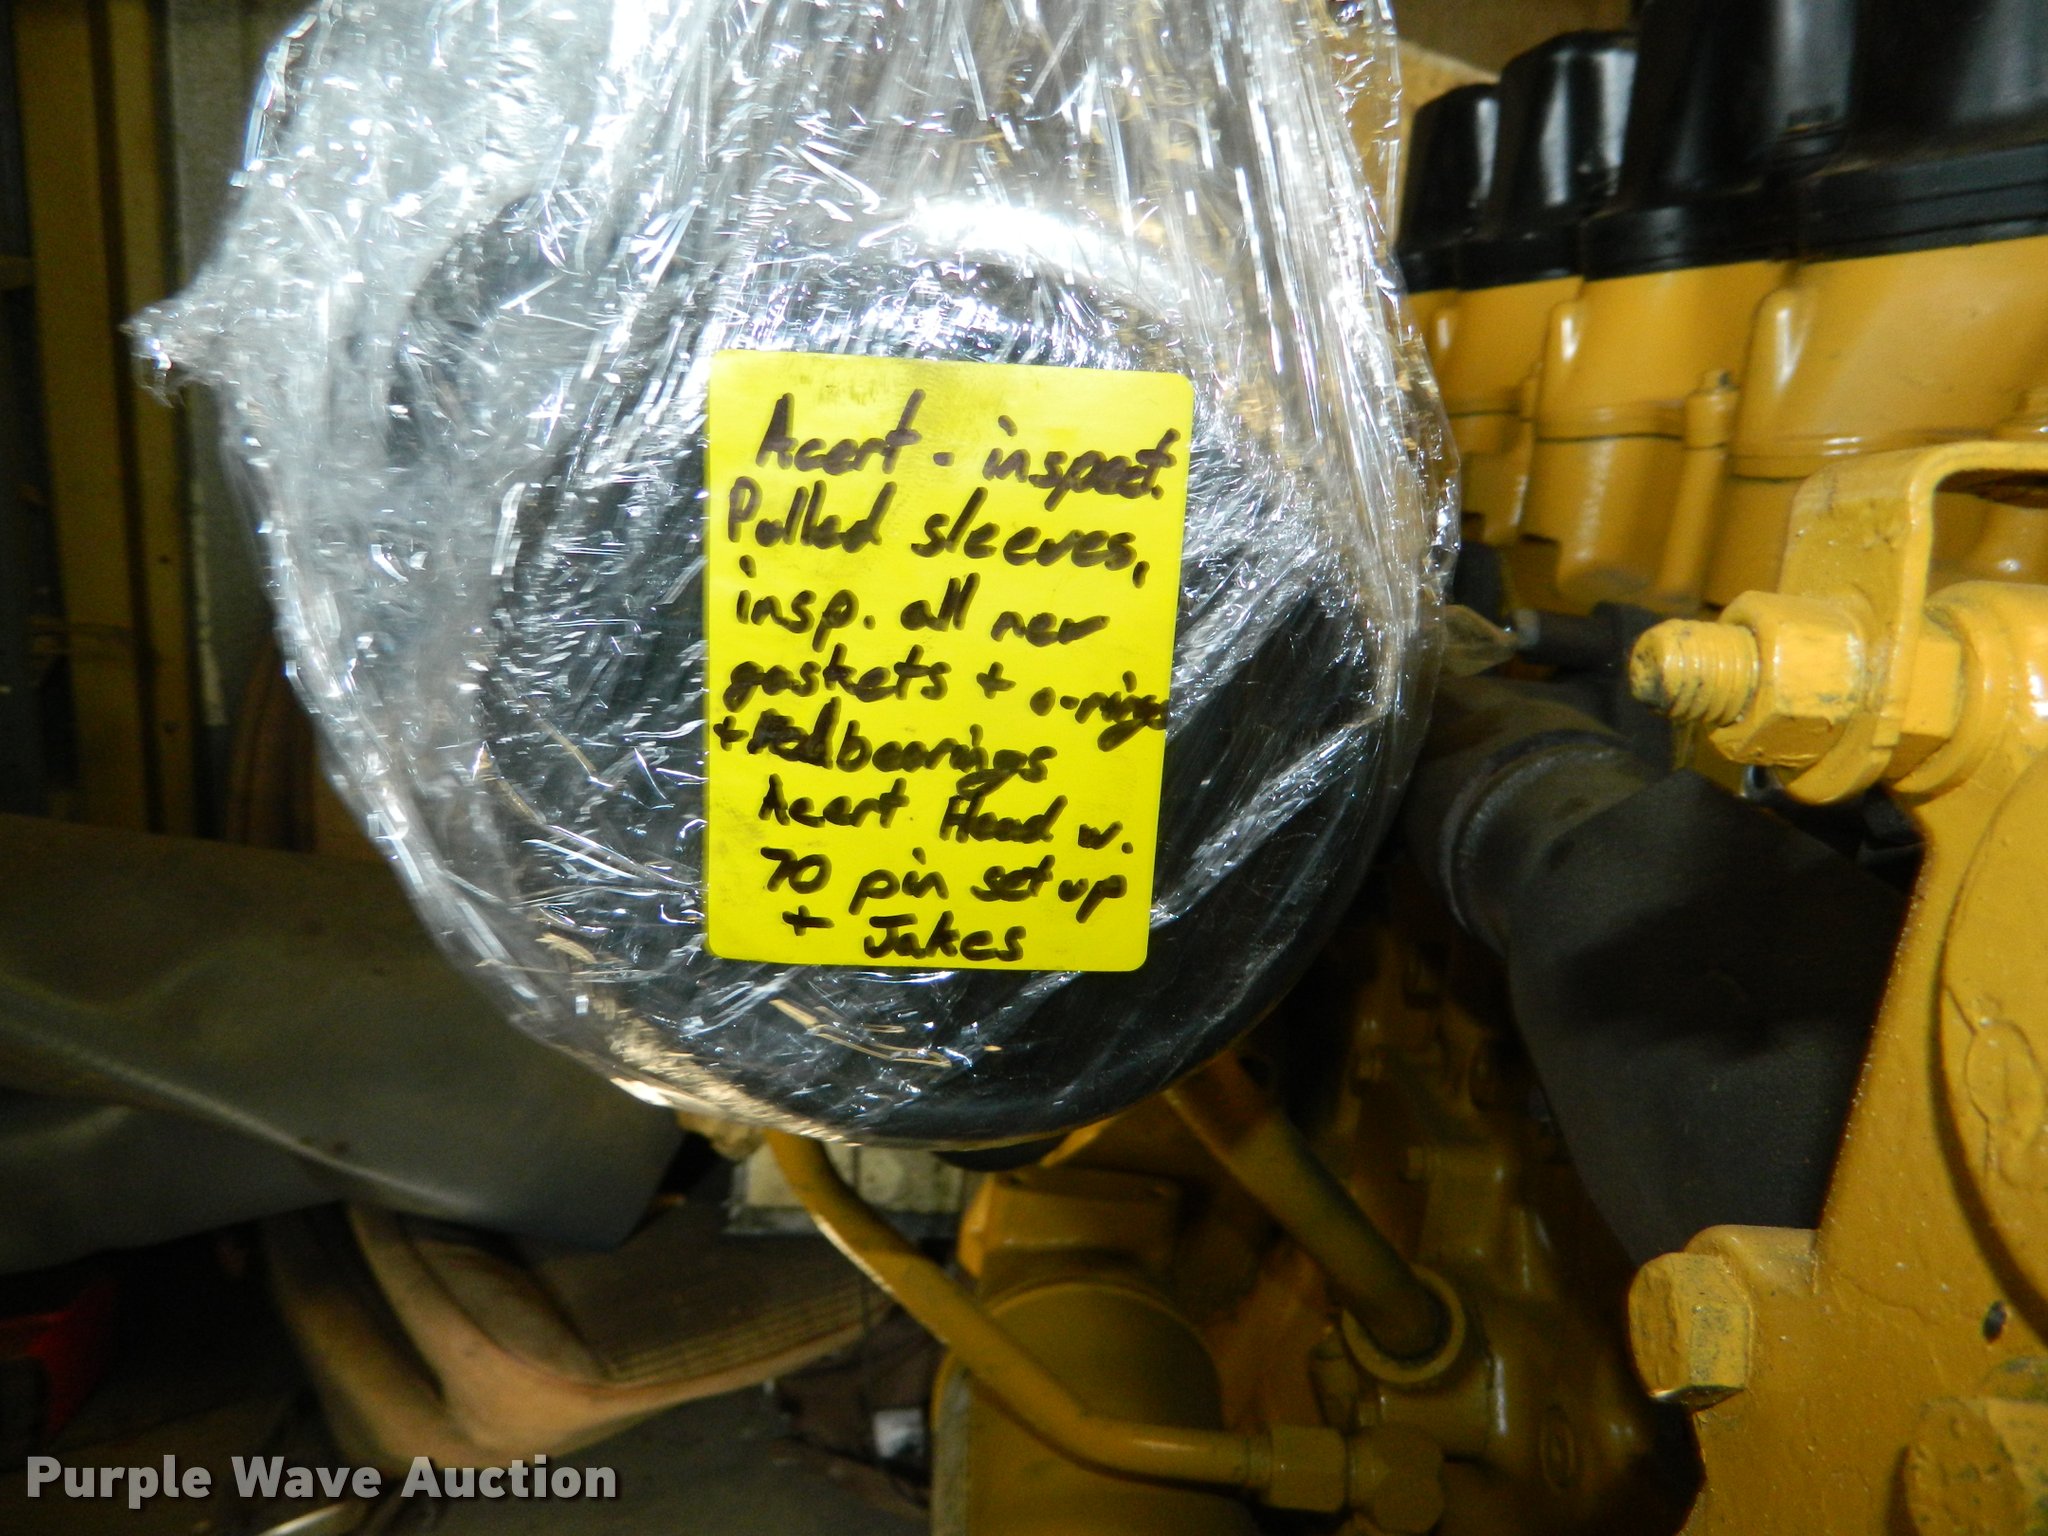 Acert - inspect.
Pulled sleeves,
insp. all new
gaskets + o-rings
+ Rod bearings
Acert Head w.
70 pin set up
+ Jakes
Purple Wave Auction